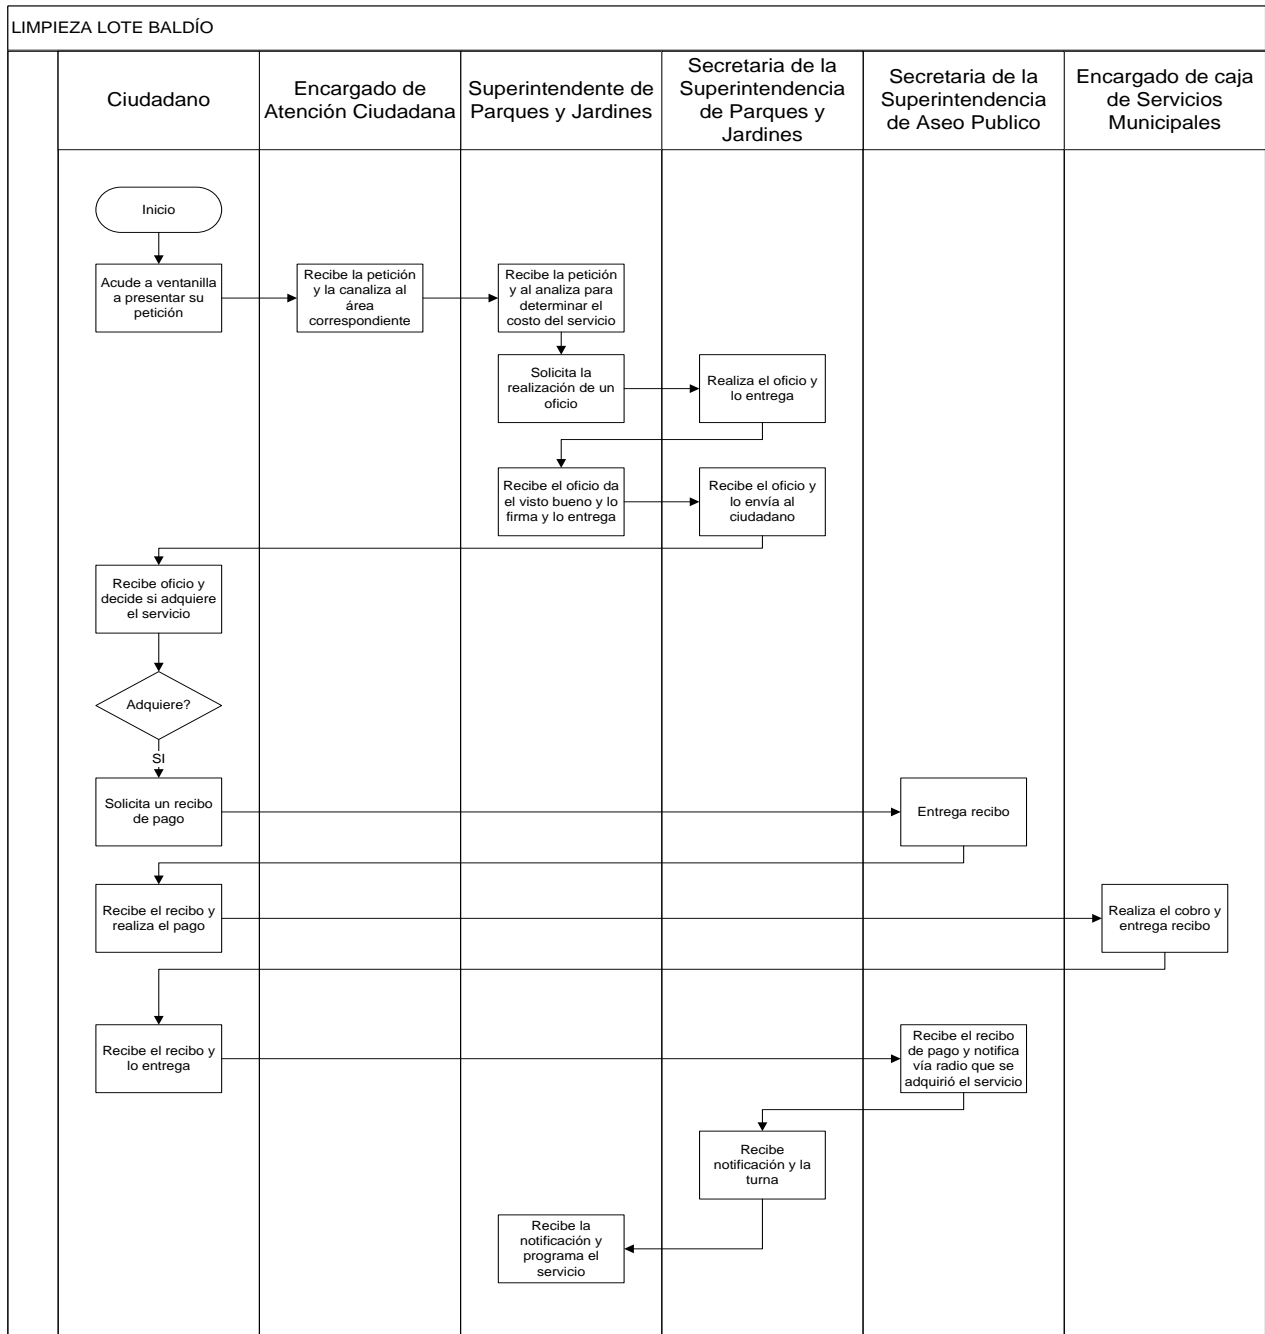 LIMPIEZA LOTE BALDÍO
Ciudadano
Encargado de
Atención Ciudadana
Superintendente de
Parques y Jardines
Secretaria de la
Superintendencia
de Parques y
Jardines
Secretaria de la
Superintendencia
de Aseo Publico
Encargado de caja
de Servicios
Municipales
Inicio
Acude a ventanilla
a presentar su
petición
Recibe la petición
y la canaliza al
área
correspondiente
Recibe la petición
y al analiza para
determinar el
costo del servicio
Solicita la
realización de un
oficio
Realiza el oficio y
lo entrega
Recibe el oficio da
el visto bueno y lo
firma y lo entrega
Recibe el oficio y
lo envía al
ciudadano
Recibe oficio y
decide si adquiere
el servicio
Adquiere?
SI
Solicita un recibo
de pago
Entrega recibo
Recibe el recibo y
realiza el pago
Realiza el cobro y
entrega recibo
Recibe el recibo y
lo entrega
Recibe el recibo
de pago y notifica
vía radio que se
adquirió el servicio
Recibe
notificación y la
turna
Recibe la
notificación y
programa el
servicio